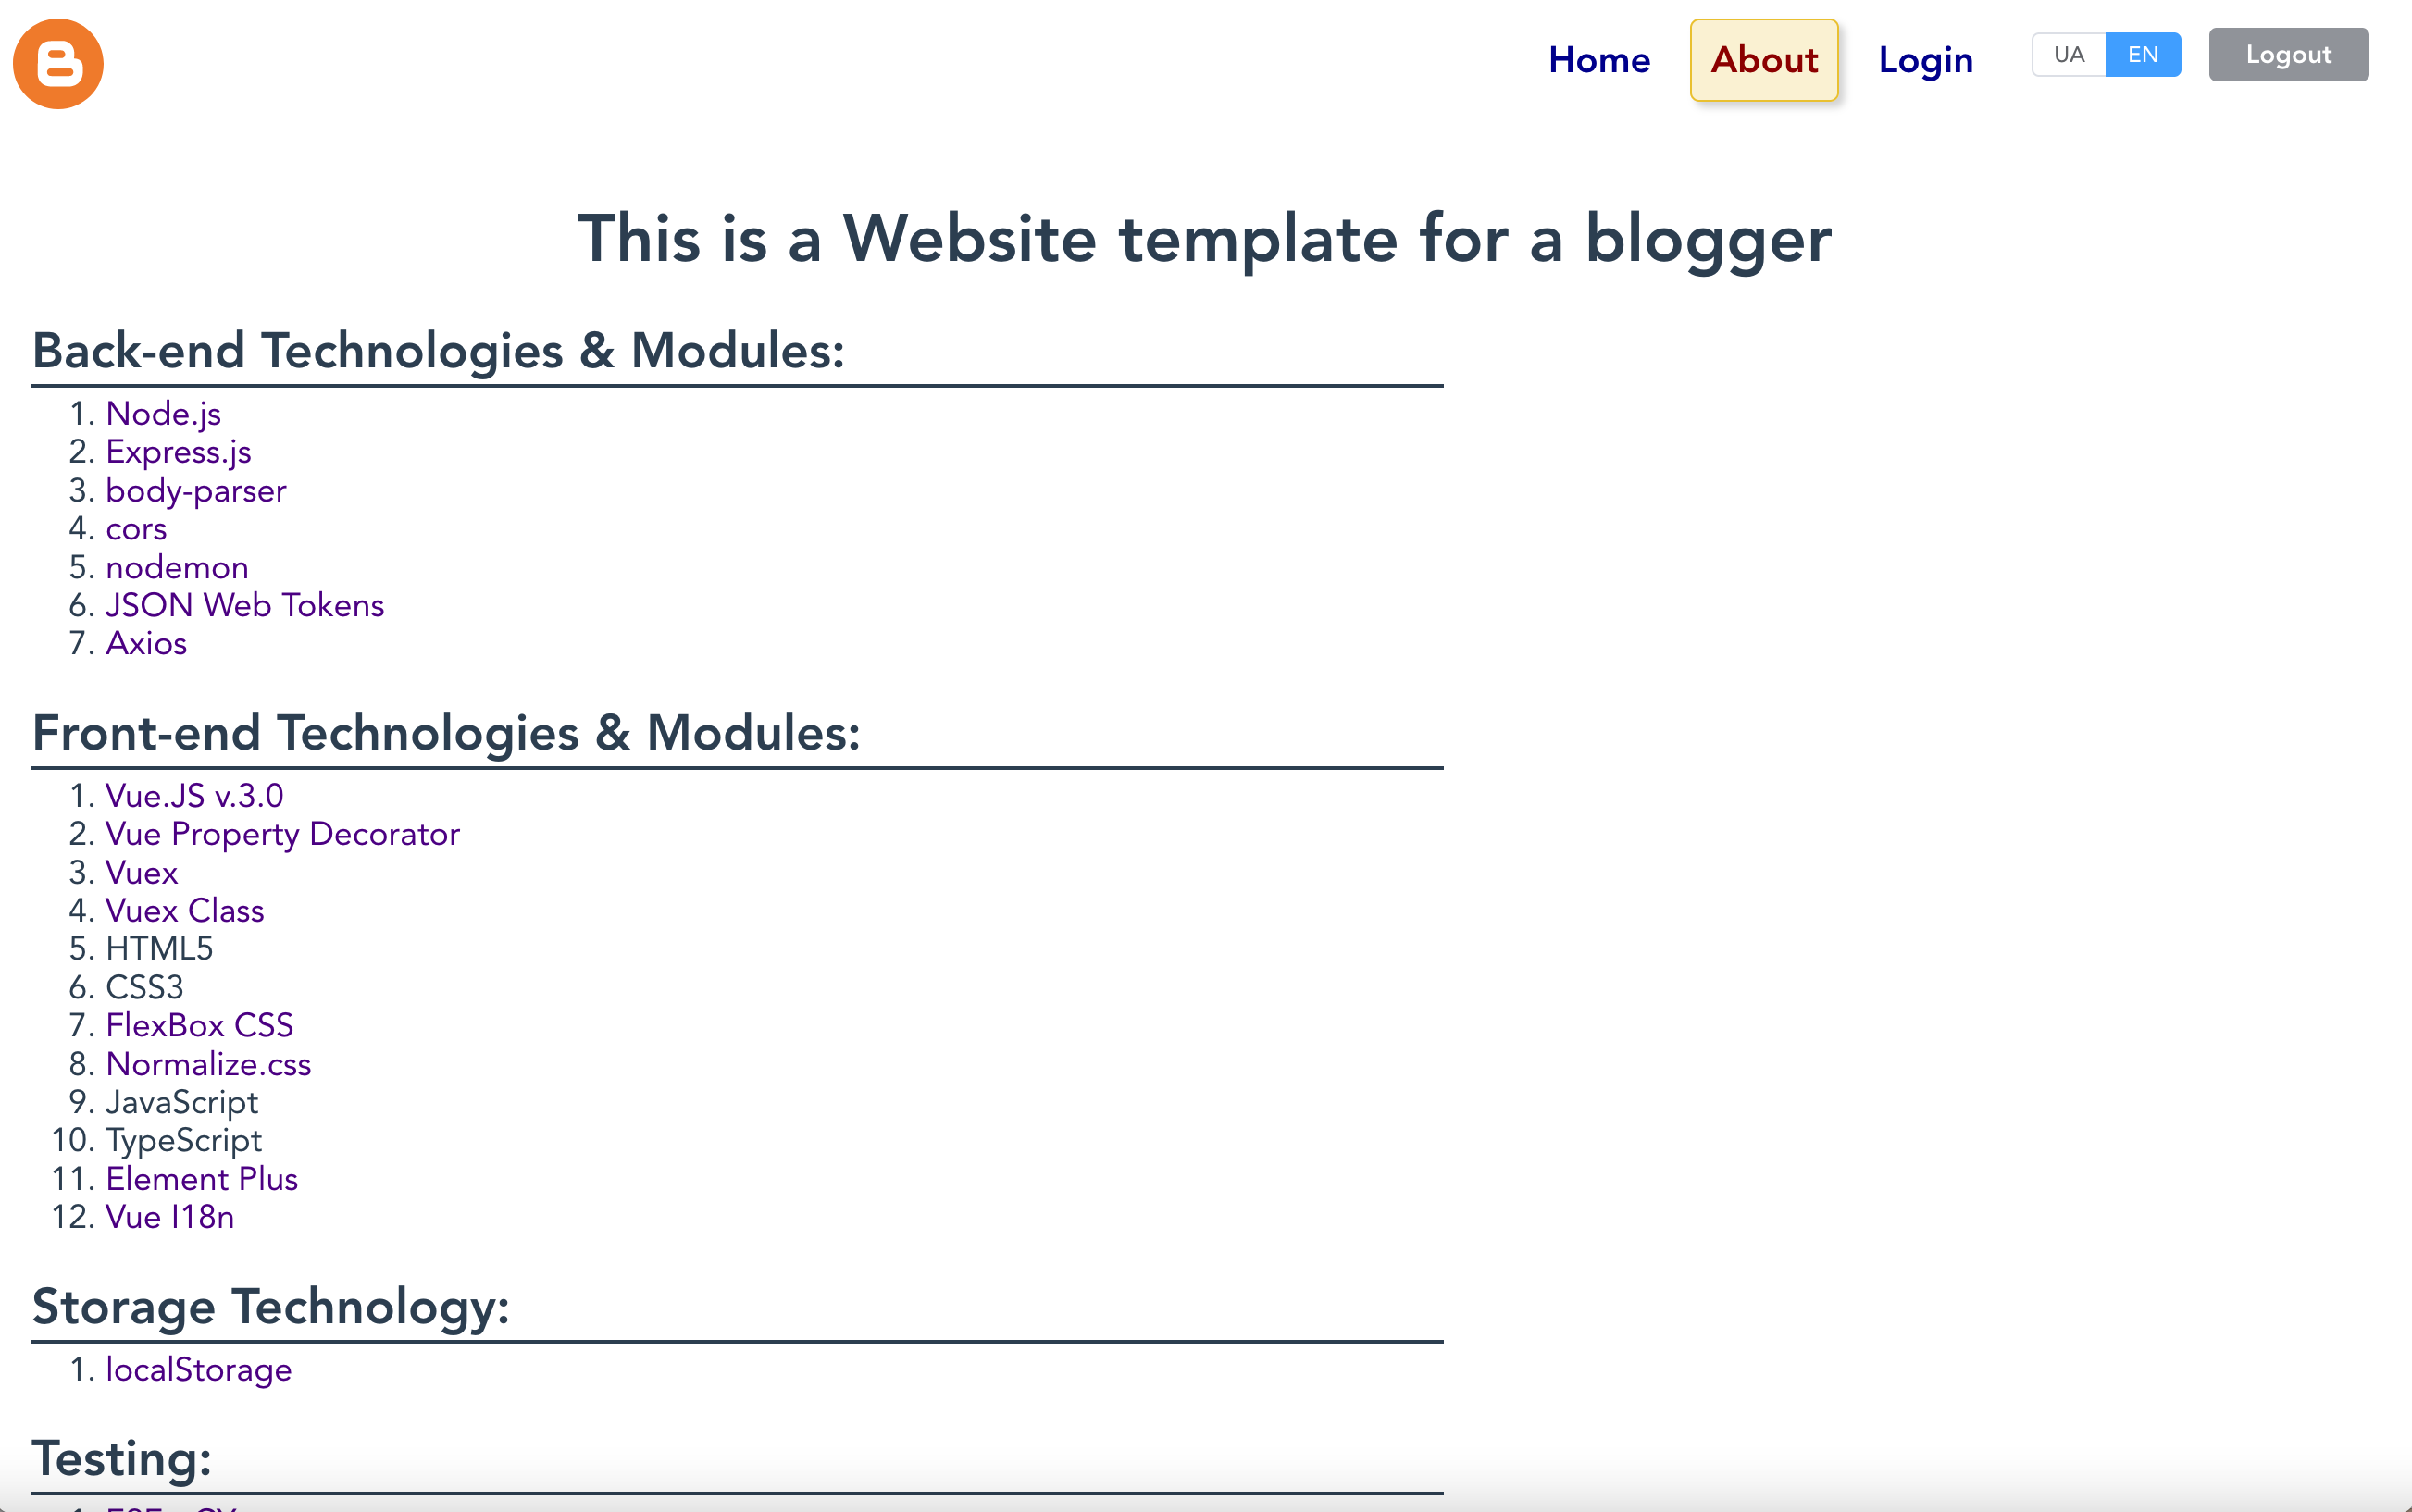 Home About Login UA EN Logout
This is a Website template for a blogger
Back-end Technologies & Modules:
1. Node.js
2. Express.js
3. body-parser
4. cors
5. nodemon
6. JSON Web Tokens
7. Axios
Front-end Technologies & Modules:
1. Vue.JS v.3.0
2. Vue Property Decorator
3. Vuex
4. Vuex Class
5. HTML5
6. CSS3
7. FlexBox CSS
8. Normalize.css
9. JavaScript
10. TypeScript
11. Element Plus
12. Vue I18n
Storage Technology:
1. localStorage
Testing: